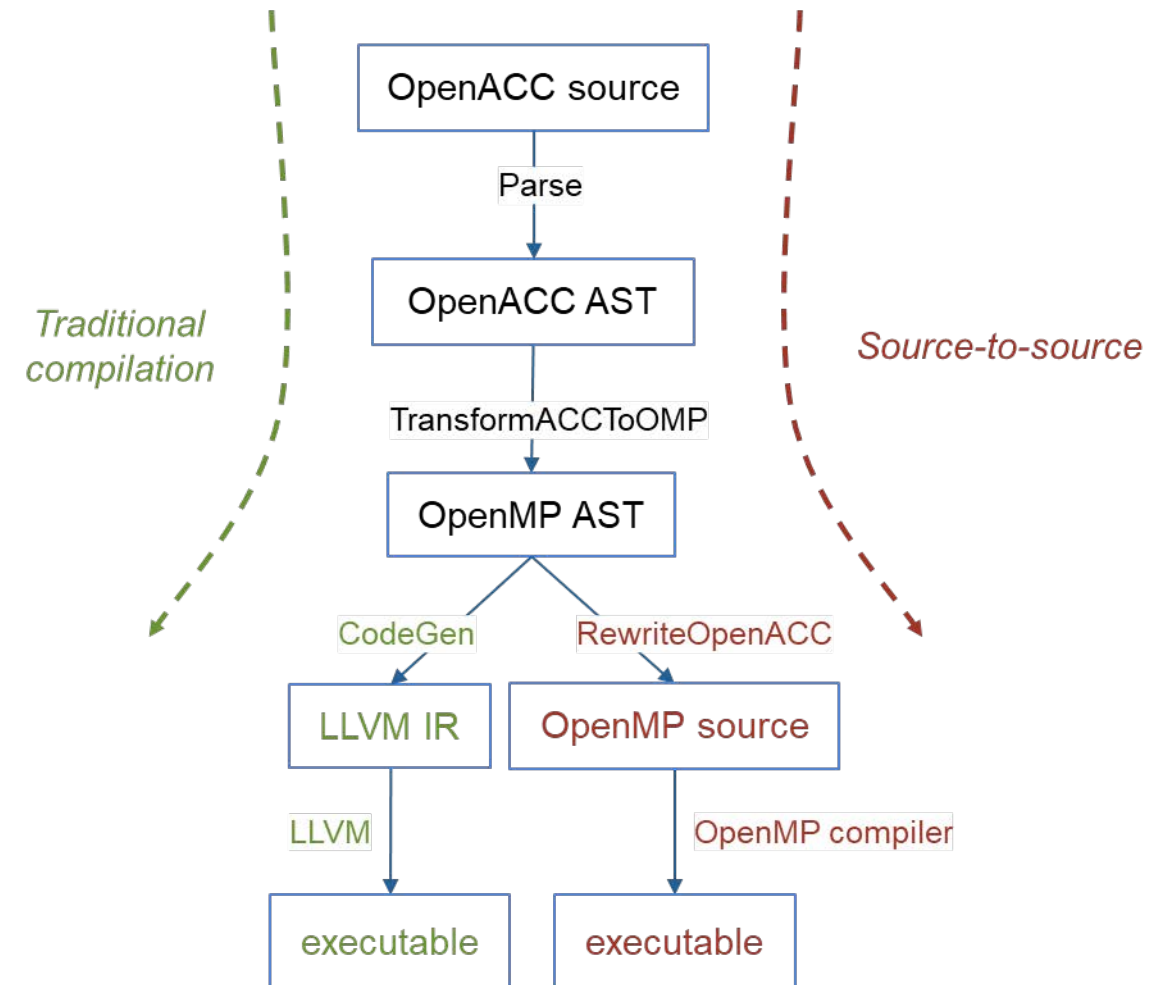 OpenACC source
Parse
OpenACC AST
Traditional
compilation
Source-to-source
TransformACCToOMP
OpenMP AST
CodeGen
RewriteOpenACC
LLVM IR
OpenMP source
LLVM
OpenMP compiler
executable
executable